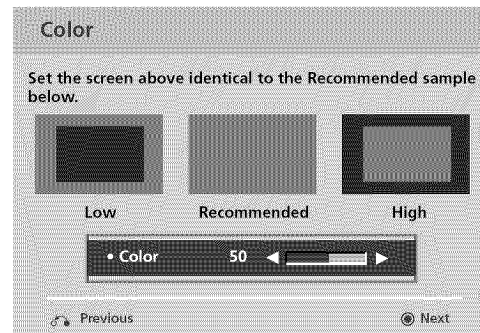 Color
Set the screen above identical to the Recommended sample
below.
Low Recommended High
• Color 50
Previous Next